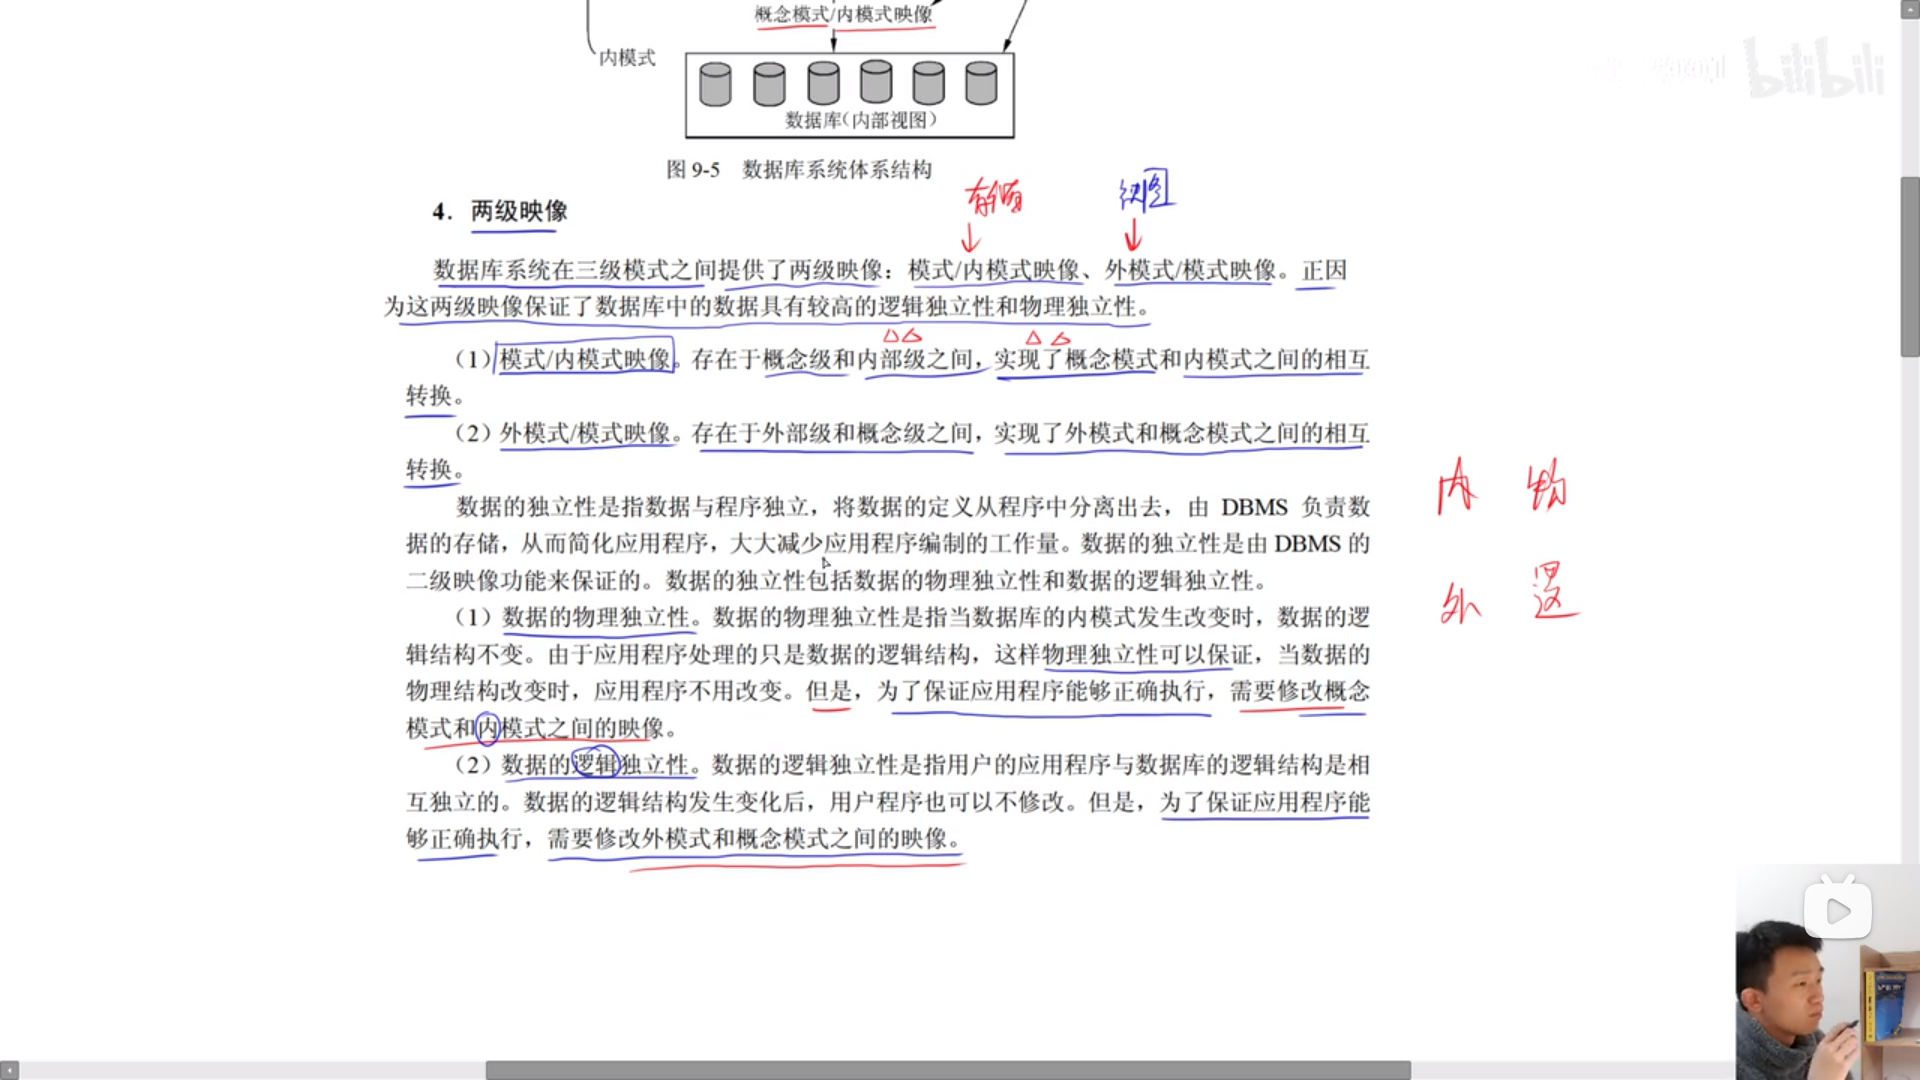 概念模式/内模式映像
内模式
bilibili
数据库(内部视图)
图 9-5 数据库系统体系结构
存储 视图
4. 两级映像
数据库系统在三级模式之间提供了两级映像：模式/内模式映像、外模式/模式映像。正因
为这两级映像保证了数据库中的数据具有较高的逻辑独立性和物理独立性。
（1）模式/内模式映像。存在于概念级和内部级之间，实现了概念模式和内模式之间的相互
转换。
（2）外模式/模式映像。存在于外部级和概念级之间，实现了外模式和概念模式之间的相互
转换。
内 物
数据的独立性是指数据与程序独立，将数据的定义从程序中分离出去，由 DBMS 负责数
据的存储，从而简化应用程序，大大减少应用程序编制的工作量。数据的独立性是由 DBMS 的
二级映像功能来保证的。数据的独立性包括数据的物理独立性和数据的逻辑独立性。
外 逻
（1）数据的物理独立性。数据的物理独立性是指当数据库的内模式发生改变时，数据的逻
辑结构不变。由于应用程序处理的只是数据的逻辑结构，这样物理独立性可以保证，当数据的
物理结构改变时，应用程序不用改变。但是，为了保证应用程序能够正确执行，需要修改概念
模式和内模式之间的映像。
（2）数据的逻辑独立性。数据的逻辑独立性是指用户的应用程序与数据库的逻辑结构是相
互独立的。数据的逻辑结构发生变化后，用户程序也可以不修改。但是，为了保证应用程序能
够正确执行，需要修改外模式和概念模式之间的映像。